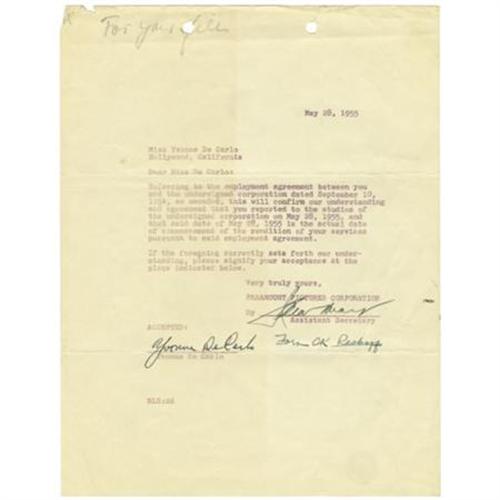 For your files
May 28, 1955
Miss Yvonne De Carlo
Hollywood, California
Dear Miss De Carlo:
Referring to the employment agreement between you
and the undersigned corporation dated September 10,
1954, as amended, this will confirm our understanding
and agreement that you reported to the studios of
the undersigned corporation on May 28, 1955, and
that said date of May 28, 1955 is the actual date
of commencement of the rendition of your services
pursuant to said employment agreement.
If the foregoing correctly sets forth our under-
standing, please signify your acceptance at the
place indicated below.
Very truly yours,
PARAMOUNT PICTURES CORPORATION
By
Assistant Secretary
ACCEPTED:
Yvonne De Carlo
Form OK
Yvonne De Carlo